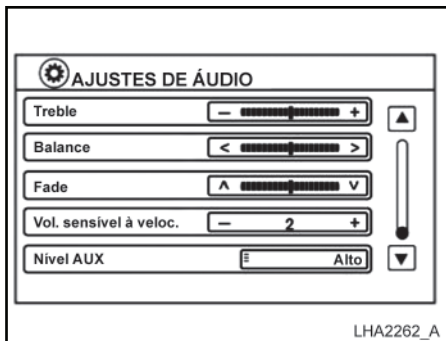 AJUSTES DE ÁUDIO
Treble - +
Balance < >
Fade ʌ v
Vol. sensível à veloc. - 2 +
Nível AUX Alto
LHA2262_A